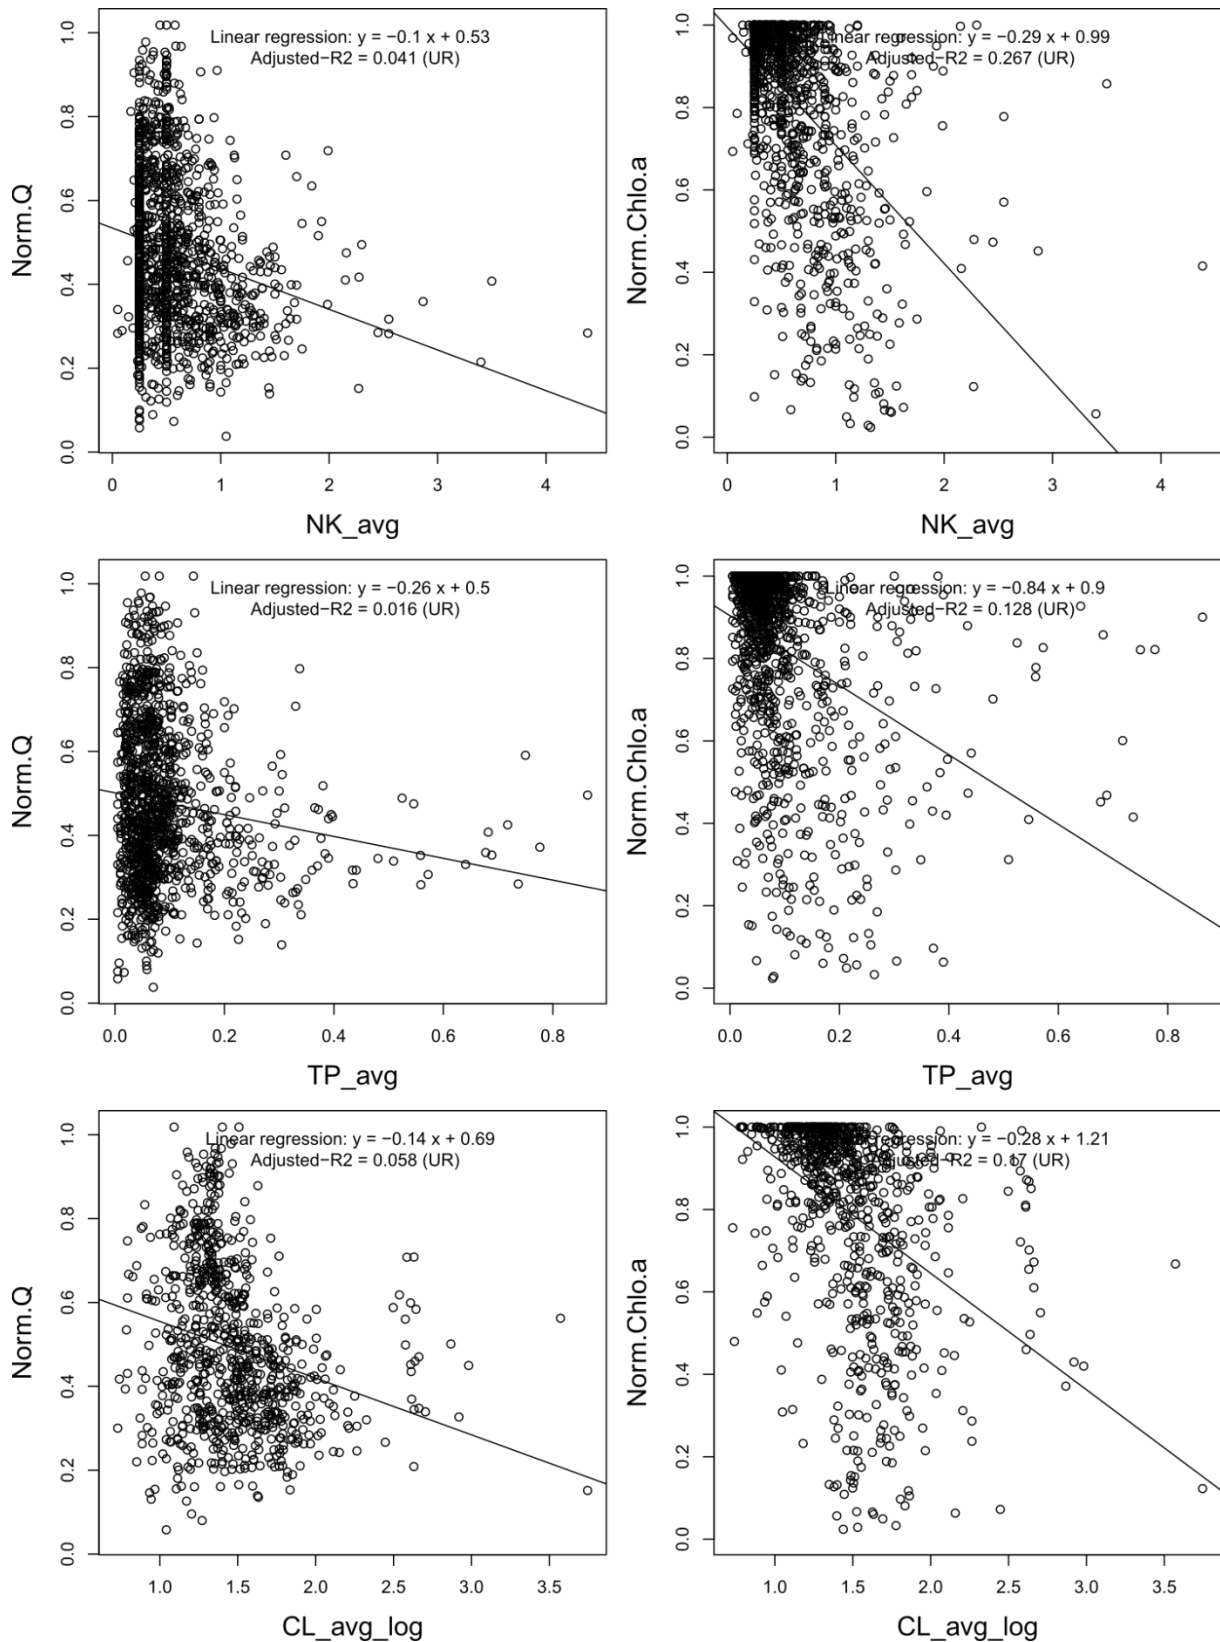 Linear regression: y = −0.1 x + 0.53
Adjusted−R2 = 0.041 (UR)
Norm.Q
0.0 0.2 0.4 0.6 0.8 1.0
0 1 2 3 4
NK_avg
Linear regression: y = −0.29 x + 0.99
Adjusted−R2 = 0.267 (UR)
Norm.Chlo.a
0.0 0.2 0.4 0.6 0.8 1.0
0 1 2 3 4
NK_avg
Linear regression: y = −0.26 x + 0.5
Adjusted−R2 = 0.016 (UR)
Norm.Q
0.0 0.2 0.4 0.6 0.8 1.0
0.0 0.2 0.4 0.6 0.8
TP_avg
Linear regression: y = −0.84 x + 0.9
Adjusted−R2 = 0.128 (UR)
Norm.Chlo.a
0.0 0.2 0.4 0.6 0.8 1.0
0.0 0.2 0.4 0.6 0.8
TP_avg
Linear regression: y = −0.14 x + 0.69
Adjusted−R2 = 0.058 (UR)
Norm.Q
0.0 0.2 0.4 0.6 0.8 1.0
1.0 1.5 2.0 2.5 3.0 3.5
CL_avg_log
regression: y = −0.28 x + 1.21
Adjusted−R2 = 0.17 (UR)
Norm.Chlo.a
0.0 0.2 0.4 0.6 0.8 1.0
1.0 1.5 2.0 2.5 3.0 3.5
CL_avg_log